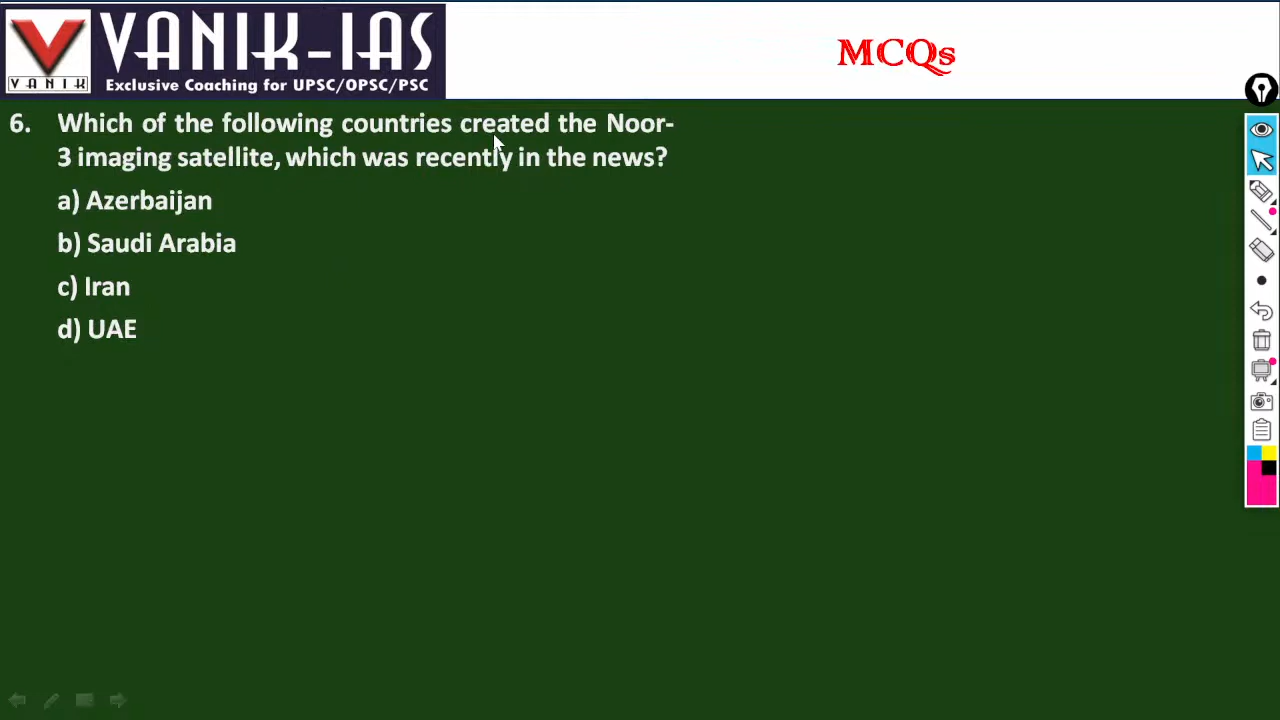 VANIK-IAS
VANIK
Exclusive Coaching for UPSC/OPSC/PSC
MCQs
6. Which of the following countries created the Noor-
3 imaging satellite, which was recently in the news?
a) Azerbaijan
b) Saudi Arabia
c) Iran
d) UAE